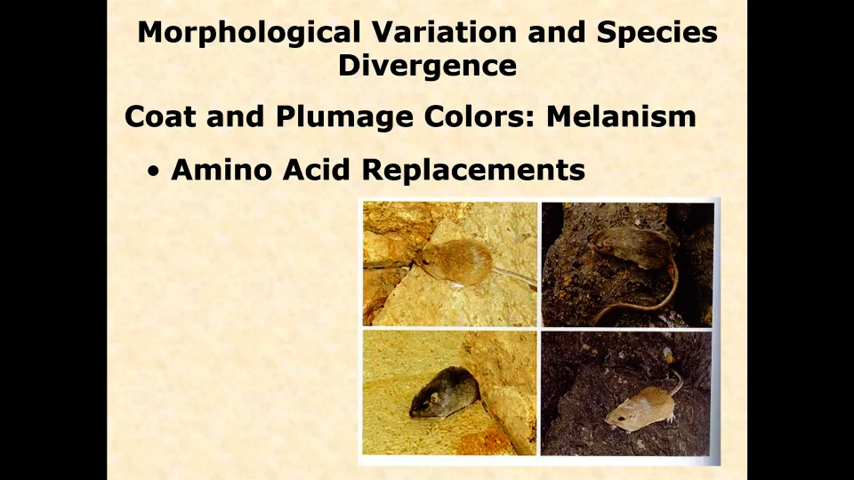 Morphological Variation and Species
Divergence
Coat and Plumage Colors: Melanism
• Amino Acid Replacements